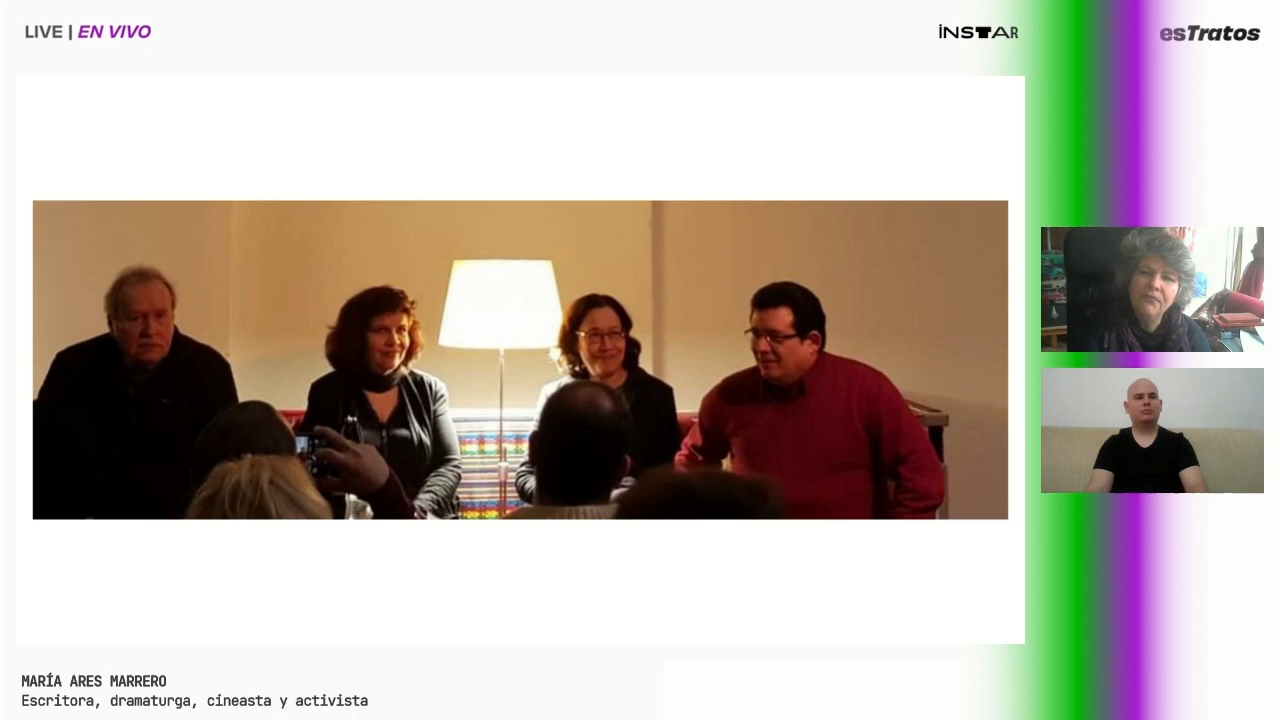 LIVE | EN VIVO
iNSTAR
esTratos
MARÍA ARES MARRERO
Escritora, dramaturga, cineasta y activista